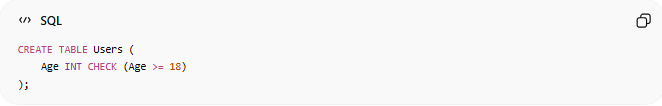 </> SQL
CREATE TABLE Users (
    Age INT CHECK (Age >= 18)
);